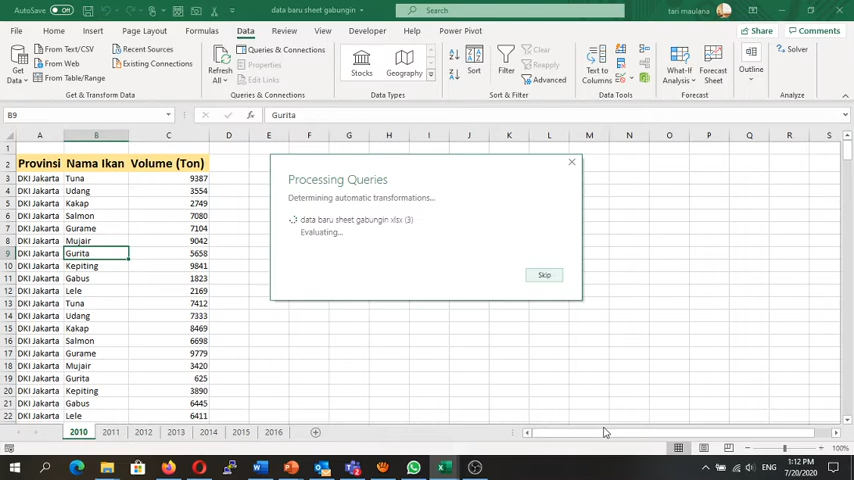 AutoSave Off data baru sheet gabungin Search tari maulana
File Home Insert Page Layout Formulas Data Review View Developer Help Power Pivot Share Comments
Get Data From Text/CSV From Web From Table/Range Recent Sources Existing Connections
Refresh All Queries & Connections Properties Edit Links
Stocks Geography
Sort Filter Clear Reapply Advanced
Text to Columns What-If Analysis Forecast Sheet Outline Solver
Get & Transform Data Queries & Connections Data Types Sort & Filter Data Tools Forecast Analyze
B9 fx Gurita
A B C D E F G H I J K L M N O P Q R S
1
2 Provinsi Nama Ikan Volume (Ton)
3 DKI Jakarta Tuna 9387
4 DKI Jakarta Udang 3554
5 DKI Jakarta Kakap 2749
6 DKI Jakarta Salmon 7080
7 DKI Jakarta Gurame 7104
8 DKI Jakarta Mujair 9042
9 DKI Jakarta Gurita 5658
10 DKI Jakarta Kepiting 9841
11 DKI Jakarta Gabus 1823
12 DKI Jakarta Lele 2169
13 DKI Jakarta Tuna 7412
14 DKI Jakarta Udang 7333
15 DKI Jakarta Kakap 8469
16 DKI Jakarta Salmon 6698
17 DKI Jakarta Gurame 9779
18 DKI Jakarta Mujair 3420
19 DKI Jakarta Gurita 625
20 DKI Jakarta Kepiting 3890
21 DKI Jakarta Gabus 6445
22 DKI Jakarta Lele 6411
Processing Queries
Determining automatic transformations...
data baru sheet gabungin xlsx (3)
Evaluating...
Skip
2010 2011 2012 2013 2014 2015 2016
100%
ENG 1:12 PM
7/20/2020